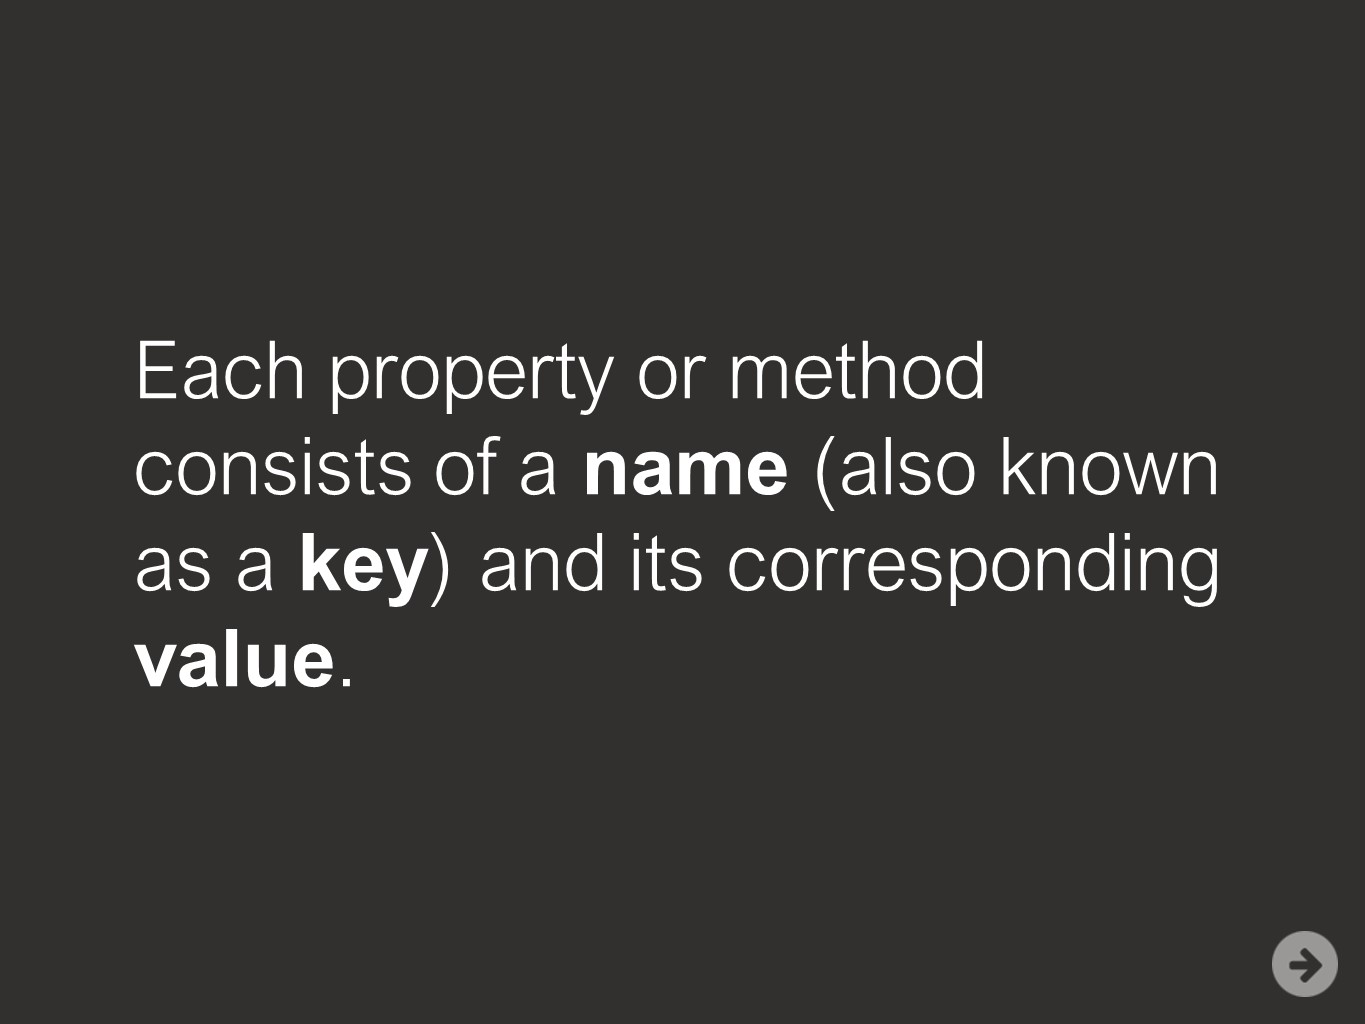 Each property or method
consists of a name (also known
as a key) and its corresponding
value.